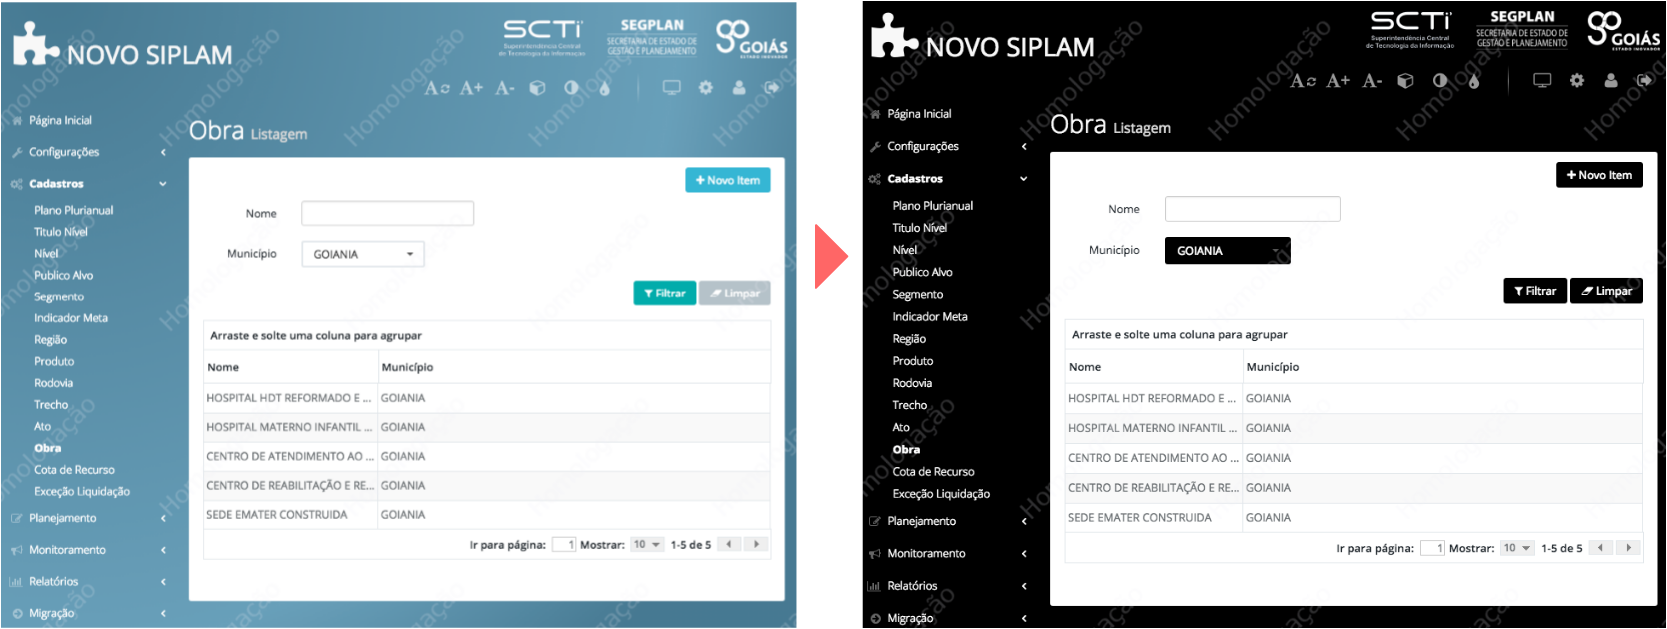 NOVO SIPLAM
SCTi
Superintendência Central
de Tecnologia da Informação
SEGPLAN
SECRETARIA DE ESTADO DE
GESTÃO E PLANEJAMENTO
GOIÁS
ESTADO INOVADOR
A A+ A-
Página Inicial
Configurações
Cadastros
Plano Plurianual
Titulo Nível
Nível
Publico Alvo
Segmento
Indicador Meta
Região
Produto
Rodovia
Trecho
Ato
Obra
Cota de Recurso
Exceção Liquidação
Planejamento
Monitoramento
Relatórios
Migração
Obra Listagem
+ Novo Item
Nome
Município GOIANIA
Filtrar Limpar
Arraste e solte uma coluna para agrupar
Nome Município
HOSPITAL HDT REFORMADO E ... GOIANIA
HOSPITAL MATERNO INFANTIL ... GOIANIA
CENTRO DE ATENDIMENTO AO ... GOIANIA
CENTRO DE REABILITAÇÃO E RE... GOIANIA
SEDE EMATER CONSTRUIDA GOIANIA
Ir para página: 1 Mostrar: 10 1-5 de 5
Homologação
NOVO SIPLAM
SCTi
Superintendência Central
de Tecnologia da Informação
SEGPLAN
SECRETARIA DE ESTADO DE
GESTÃO E PLANEJAMENTO
GOIÁS
ESTADO INOVADOR
A A+ A-
Página Inicial
Configurações
Cadastros
Plano Plurianual
Titulo Nível
Nível
Publico Alvo
Segmento
Indicador Meta
Região
Produto
Rodovia
Trecho
Ato
Obra
Cota de Recurso
Exceção Liquidação
Planejamento
Monitoramento
Relatórios
Migração
Obra Listagem
+ Novo Item
Nome
Município GOIANIA
Filtrar Limpar
Arraste e solte uma coluna para agrupar
Nome Município
HOSPITAL HDT REFORMADO E ... GOIANIA
HOSPITAL MATERNO INFANTIL ... GOIANIA
CENTRO DE ATENDIMENTO AO ... GOIANIA
CENTRO DE REABILITAÇÃO E RE... GOIANIA
SEDE EMATER CONSTRUIDA GOIANIA
Ir para página: 1 Mostrar: 10 1-5 de 5
Homologação